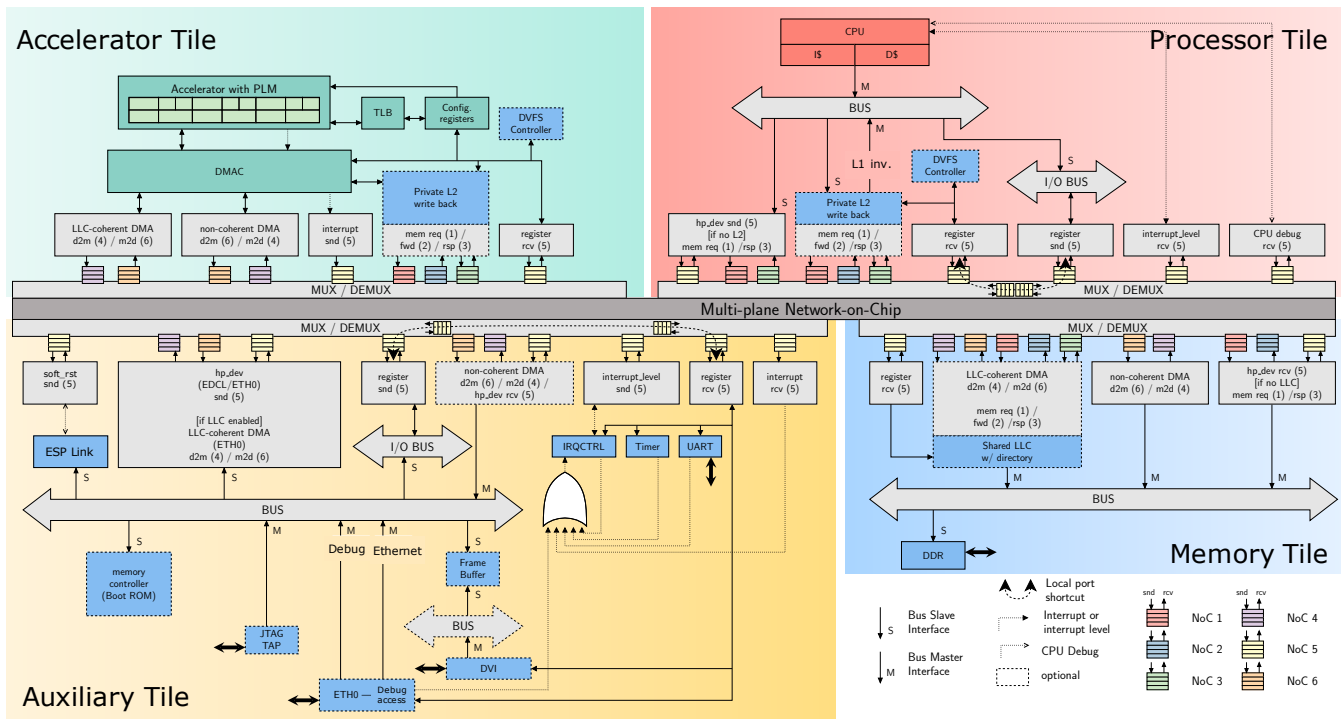 Accelerator Tile
Accelerator with PLM
TLB
Config.
registers
DVFS
Controller
DMAC
Private L2
write back
LLC-coherent DMA
d2m (4) / m2d (6)
non-coherent DMA
d2m (6) / m2d (4)
interrupt
snd (5)
mem req (1) /
fwd (2) / rsp (3)
register
rcv (5)
S
MUX / DEMUX
Processor Tile
CPU
I$
D$
M
BUS
M
L1 inv.
DVFS
Controller
S
I/O BUS
S
S
Private L2
write back
hp_dev snd (5)
[if no L2]
mem req (1) /rsp (3)
mem req (1) /
fwd (2) /rsp (3)
register
rcv (5)
register
snd (5)
interrupt_level
rcv (5)
CPU debug
rcv (5)
MUX / DEMUX
Multi-plane Network-on-Chip
MUX / DEMUX
soft_rst
snd (5)
hp_dev
(EDCL/ETH0)
snd (5)
[if LLC enabled]
LLC-coherent DMA
(ETH0)
d2m (4) / m2d (6)
register
snd (5)
non-coherent DMA
d2m (6) / m2d (4) /
hp_dev rcv (5)
interrupt_level
snd (5)
register
rcv (5)
interrupt
rcv (5)
ESP Link
I/O BUS
IRQCTRL
Timer
UART
S
S
S
M
BUS
S
M
M
M
S
Debug
Ethernet
memory
controller
(Boot ROM)
Frame
Buffer
S
BUS
M
JTAG
TAP
DVI
ETH0 — Debug
access
Auxiliary Tile
MUX / DEMUX
register
rcv (5)
LLC-coherent DMA
d2m (4) / m2d (6)
mem req (1) /
fwd (2) /rsp (3)
Shared LLC
w/ directory
non-coherent DMA
d2m (6) / m2d (4)
hp_dev rcv (5)
[if no LLC]
mem req (1) /rsp (3)
M
M
M
BUS
S
DDR
Memory Tile
S
Bus Slave
Interface
M
Bus Master
Interface
Local port
shortcut
Interrupt or
interrupt level
CPU Debug
optional
snd rcv
NoC 1
NoC 2
NoC 3
snd rcv
NoC 4
NoC 5
NoC 6